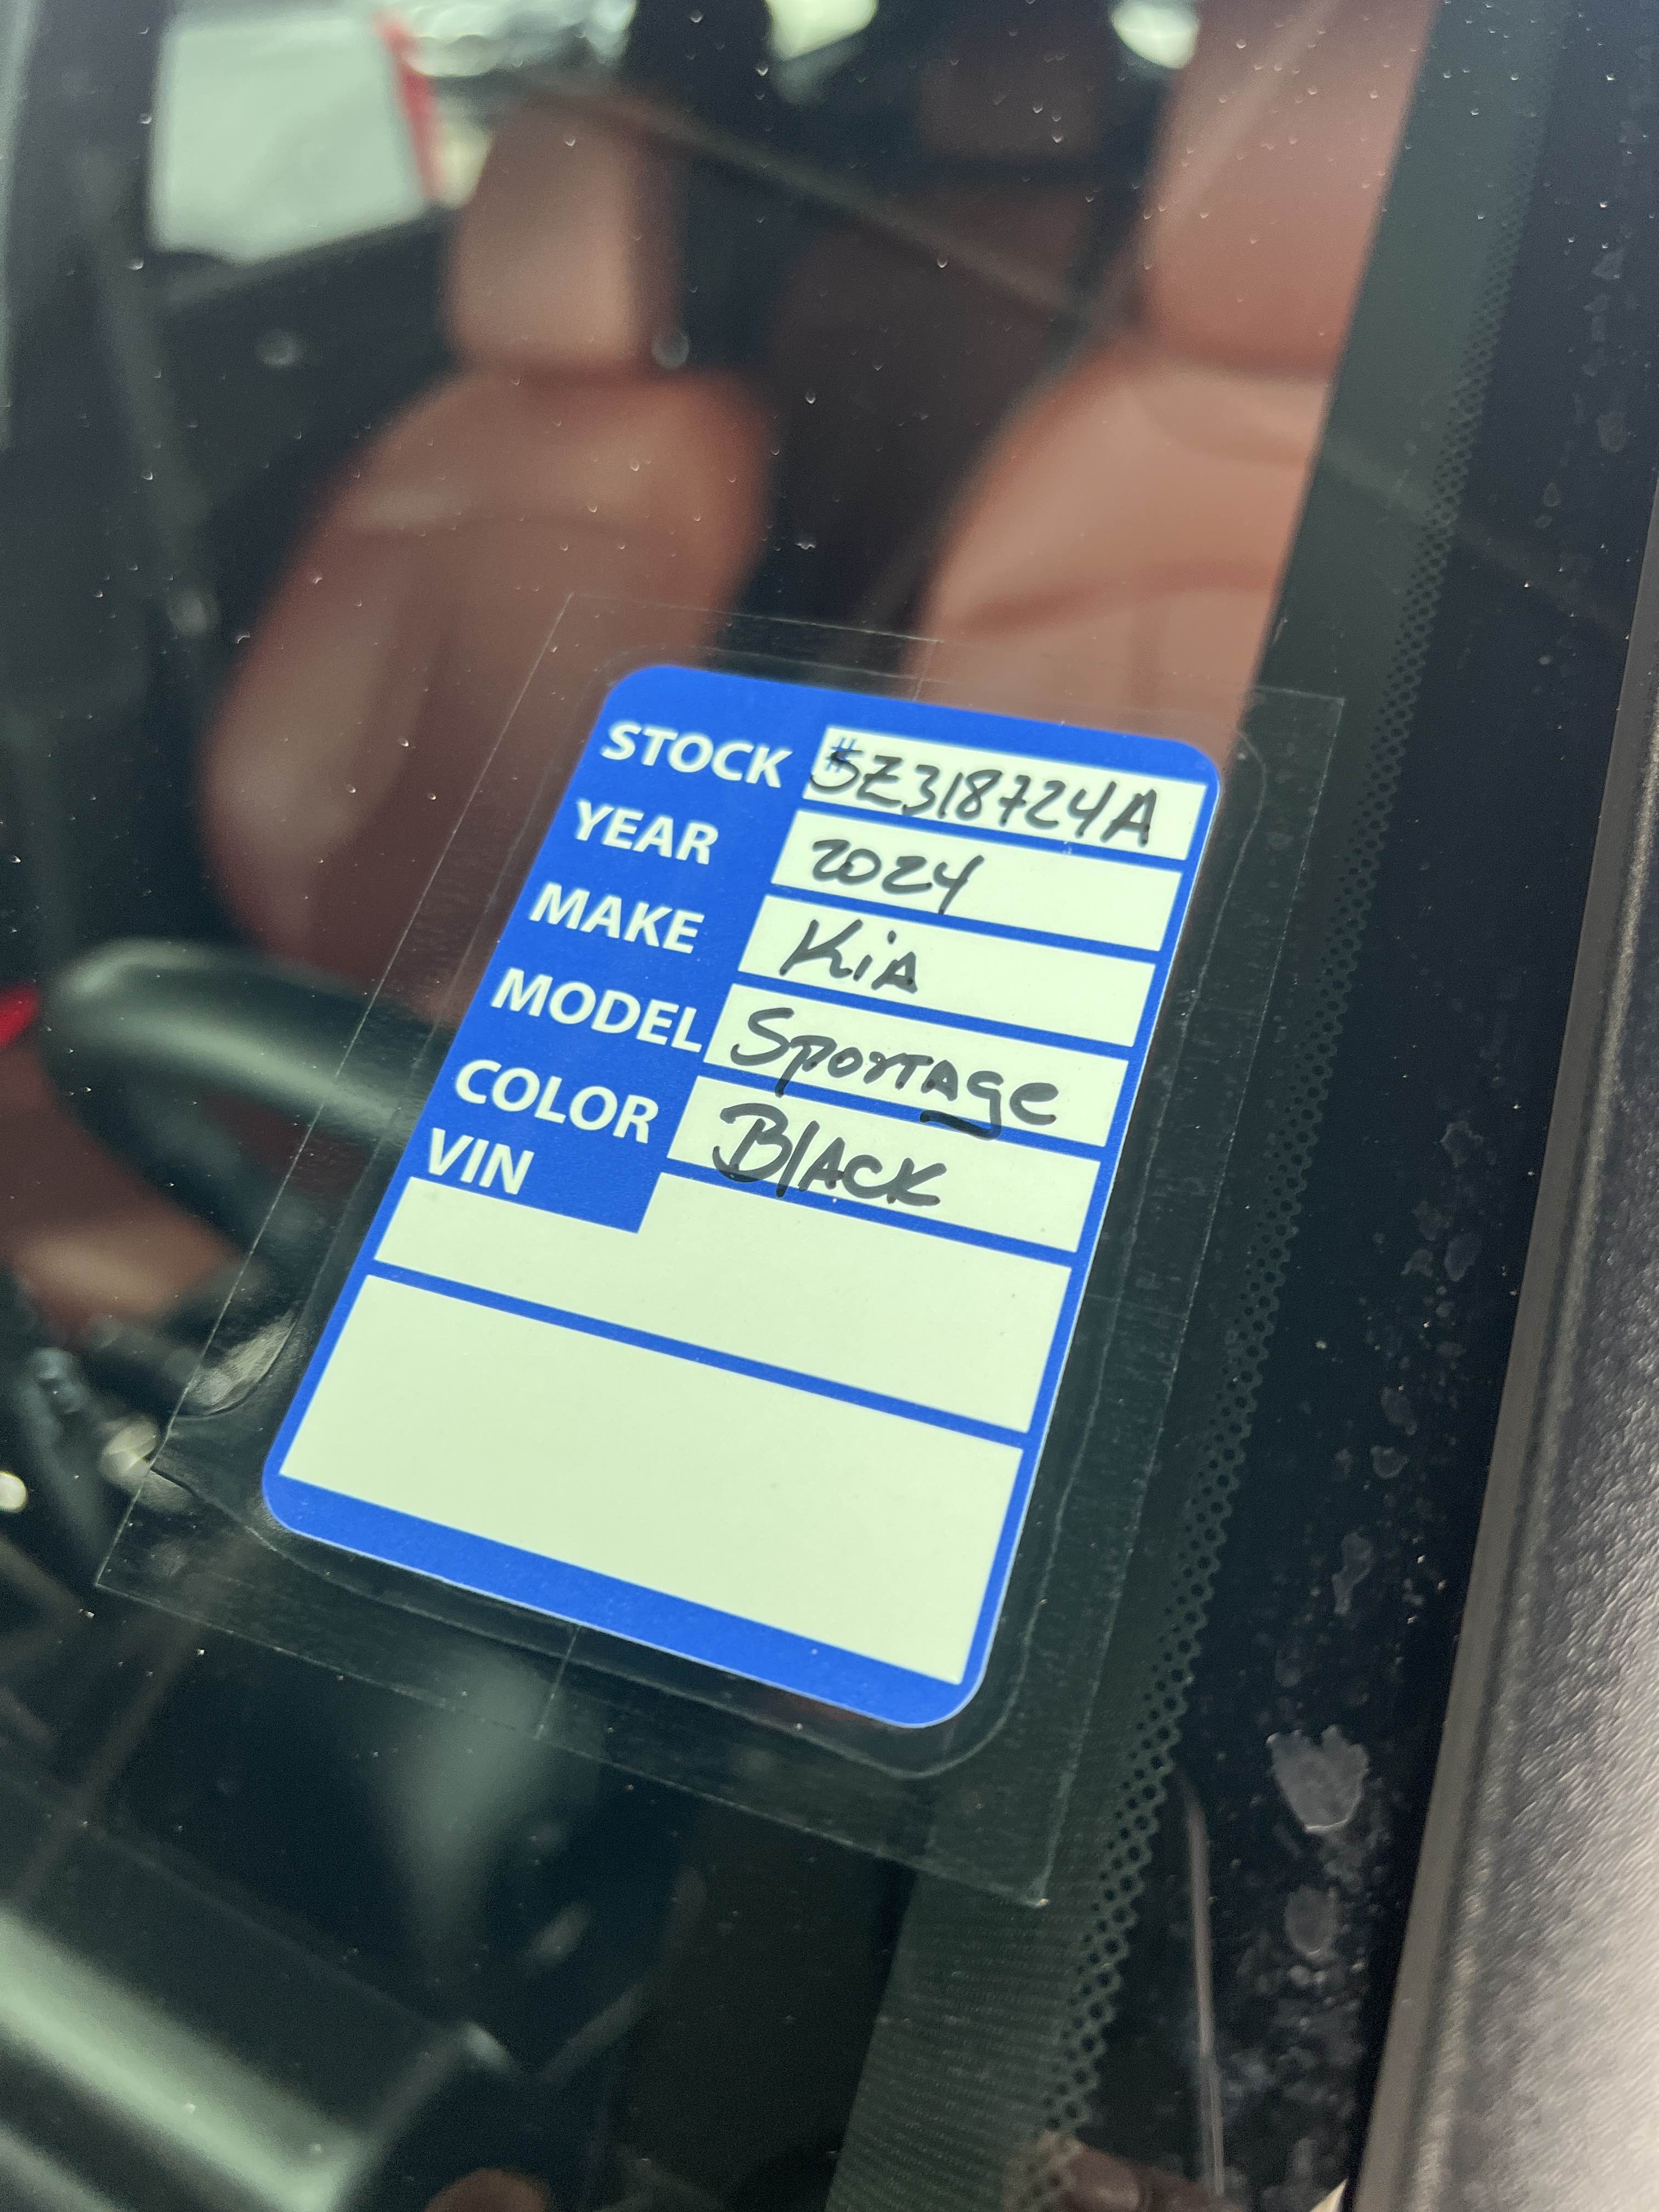 STOCK #5Z318724A
YEAR 2024
MAKE KiA
MODEL Sportage
COLOR BlACK
VIN